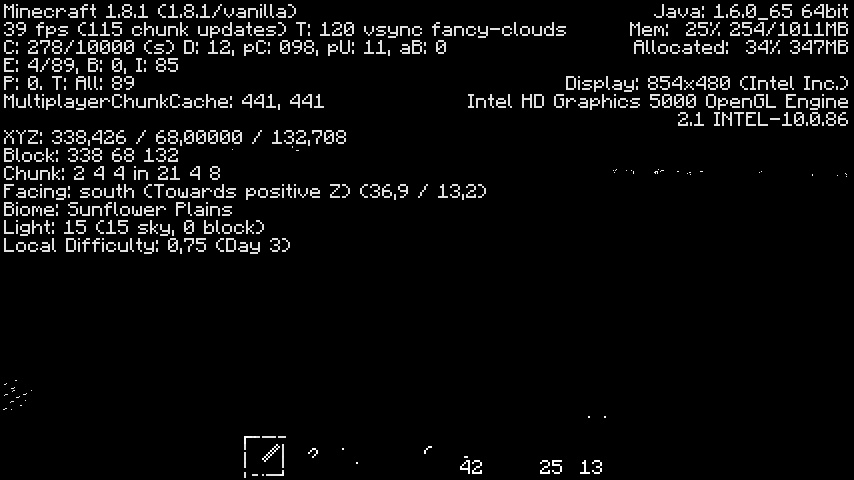 Minecraft 1.8.1 (1.8.1/vanilla)
39 fps (115 chunk updates) T: 120 vsync fancy-clouds
C: 278/10000 (s) D: 12, pC: 098, pU: 11, aB: 0
E: 4/89, B: 0, I: 85
P: 0. T: All: 89
MultiplayerChunkCache: 441, 441
XYZ: 338,426 / 68,00000 / 132,708
Block: 338 68 132
Chunk: 2 4 4 in 21 4 8
Facing: south (Towards positive Z) (36,9 / 13,2)
Biome: Sunflower Plains
Light: 15 (15 sky, 0 block)
Local Difficulty: 0,75 (Day 3)
Java: 1.6.0_65 64bit
Mem: 25% 254/1011MB
Allocated: 34% 347MB
Display: 854x480 (Intel Inc.)
Intel HD Graphics 5000 OpenGL Engine
2.1 INTEL-10.0.86
42 25 13